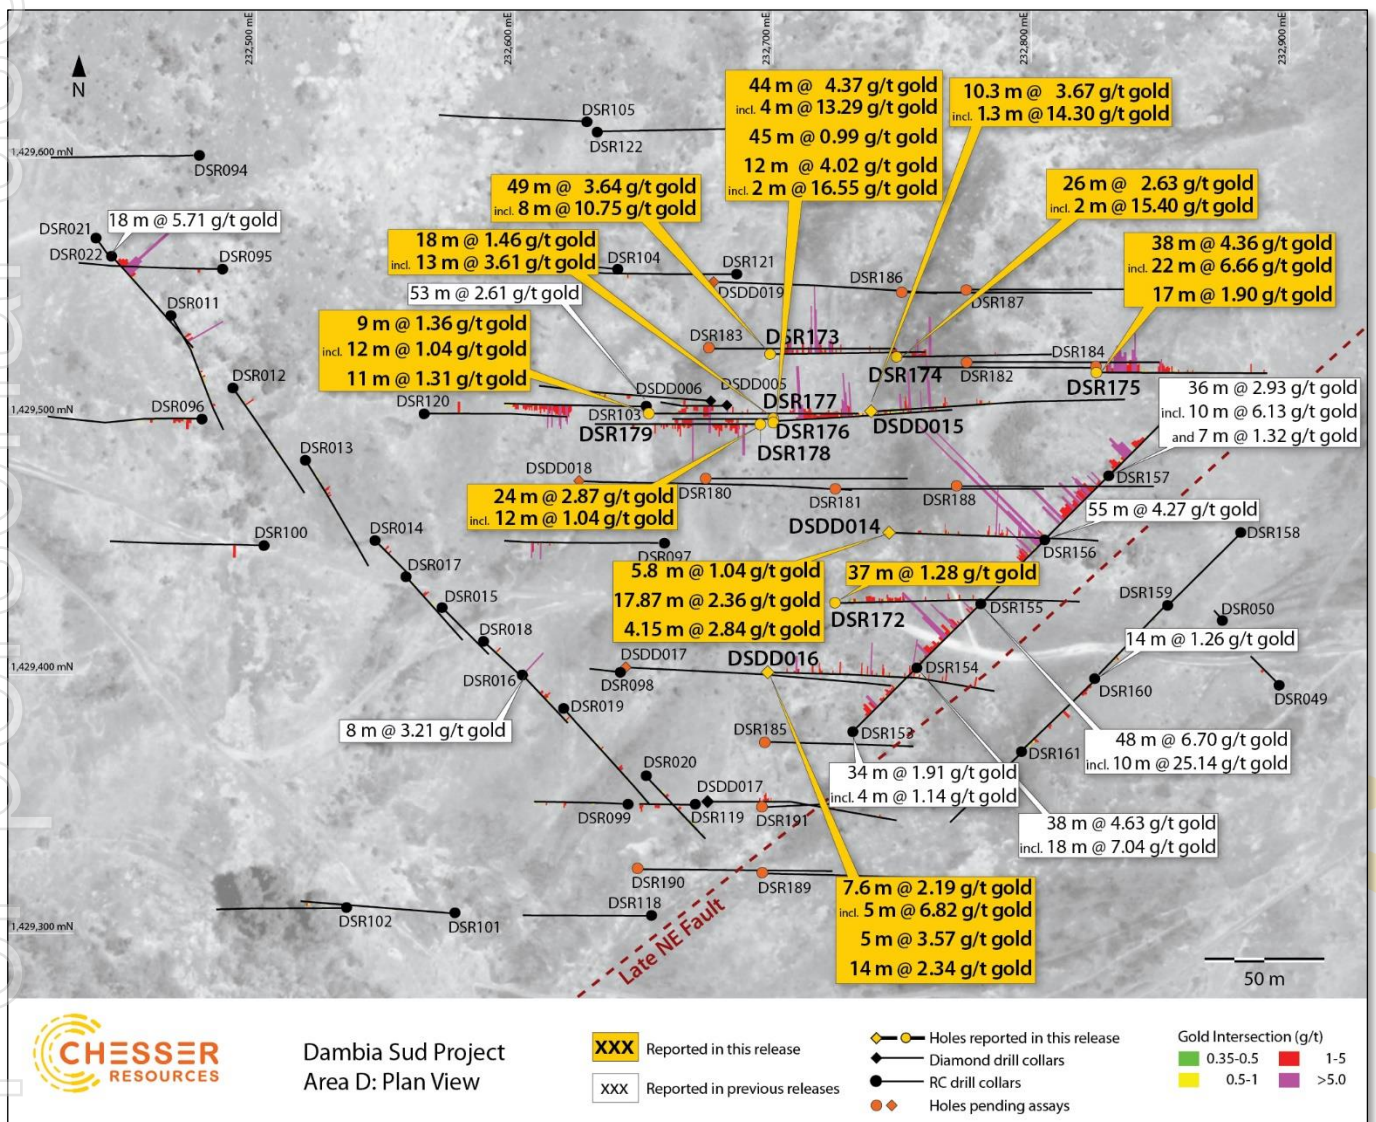 232,500 mE
232,600 mE
232,700 mE
232,800 mE
232,900 mE
N
1,429,600 mN
1,429,500 mN
1,429,400 mN
1,429,300 mN
DSR105
DSR122
DSR094
44 m @ 4.37 g/t gold
incl. 4 m @ 13.29 g/t gold
45 m @ 0.99 g/t gold
12 m @ 4.02 g/t gold
incl. 2 m @ 16.55 g/t gold
10.3 m @ 3.67 g/t gold
incl. 1.3 m @ 14.30 g/t gold
49 m @ 3.64 g/t gold
incl. 8 m @ 10.75 g/t gold
26 m @ 2.63 g/t gold
incl. 2 m @ 15.40 g/t gold
DSR021
18 m @ 5.71 g/t gold
DSR022
DSR095
18 m @ 1.46 g/t gold
incl. 13 m @ 3.61 g/t gold
DSR104
DSR121
DSDD019
DSR186
DSR187
38 m @ 4.36 g/t gold
incl. 22 m @ 6.66 g/t gold
17 m @ 1.90 g/t gold
53 m @ 2.61 g/t gold
DSR011
9 m @ 1.36 g/t gold
incl. 12 m @ 1.04 g/t gold
11 m @ 1.31 g/t gold
DSR183
DSR173
DSR174
DSR182
DSR184
DSR175
DSR012
DSDD006
DSDD005
DSR120
DSR103
DSR177
DSR179
DSR176
DSR178
DSDD015
DSR096
36 m @ 2.93 g/t gold
incl. 10 m @ 6.13 g/t gold
and 7 m @ 1.32 g/t gold
DSR013
DSDD018
DSR180
DSR181
DSR188
DSR157
24 m @ 2.87 g/t gold
incl. 12 m @ 1.04 g/t gold
DSDD014
55 m @ 4.27 g/t gold
DSR100
DSR014
DSR097
DSR156
DSR158
DSR017
5.8 m @ 1.04 g/t gold
17.87 m @ 2.36 g/t gold
4.15 m @ 2.84 g/t gold
37 m @ 1.28 g/t gold
DSR172
DSR155
DSR159
DSR050
DSR015
DSR018
14 m @ 1.26 g/t gold
DSDD017
DSDD016
DSR098
DSR154
DSR160
DSR049
DSR016
DSR019
8 m @ 3.21 g/t gold
DSR185
DSR153
DSR161
48 m @ 6.70 g/t gold
incl. 10 m @ 25.14 g/t gold
34 m @ 1.91 g/t gold
incl. 4 m @ 1.14 g/t gold
DSR020
DSDD017
DSR099
DSR119
DSR191
38 m @ 4.63 g/t gold
incl. 18 m @ 7.04 g/t gold
DSR190
DSR189
7.6 m @ 2.19 g/t gold
incl. 5 m @ 6.82 g/t gold
5 m @ 3.57 g/t gold
14 m @ 2.34 g/t gold
DSR102
DSR101
DSR118
Late NE Fault
50 m
CHESSER
RESOURCES
Dambia Sud Project
Area D: Plan View
XXX Reported in this release
XXX Reported in previous releases
Holes reported in this release
Diamond drill collars
RC drill collars
Holes pending assays
Gold Intersection (g/t)
0.35-0.5 1-5
0.5-1 >5.0